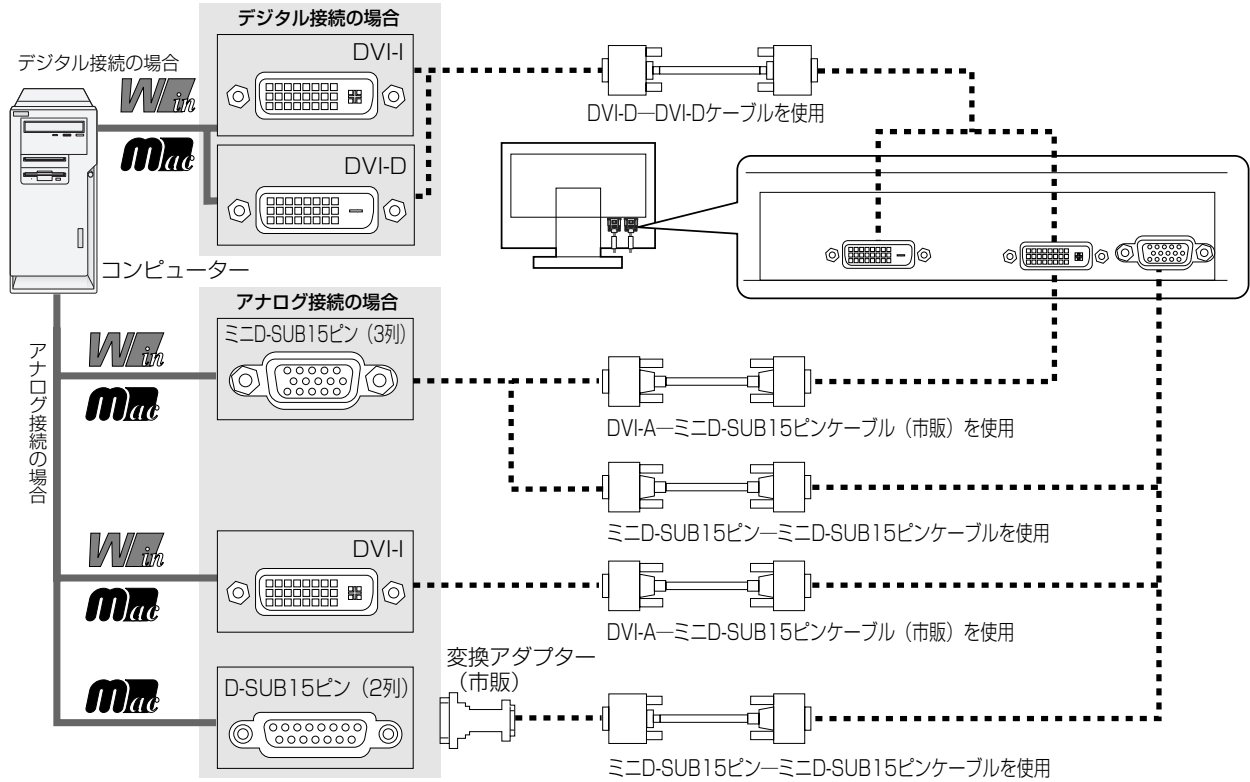 デジタル接続の場合
デジタル接続の場合
Win
Mac
DVI-I
DVI-D
DVI-D—DVI-Dケーブルを使用
コンピューター
アナログ接続の場合
アナログ接続の場合
Win
Mac
ミニD-SUB15ピン（3列）
DVI-A—ミニD-SUB15ピンケーブル（市販）を使用
ミニD-SUB15ピン—ミニD-SUB15ピンケーブルを使用
Win
Mac
DVI-I
DVI-A—ミニD-SUB15ピンケーブル（市販）を使用
Mac
D-SUB15ピン（2列）
変換アダプター
（市販）
ミニD-SUB15ピン—ミニD-SUB15ピンケーブルを使用